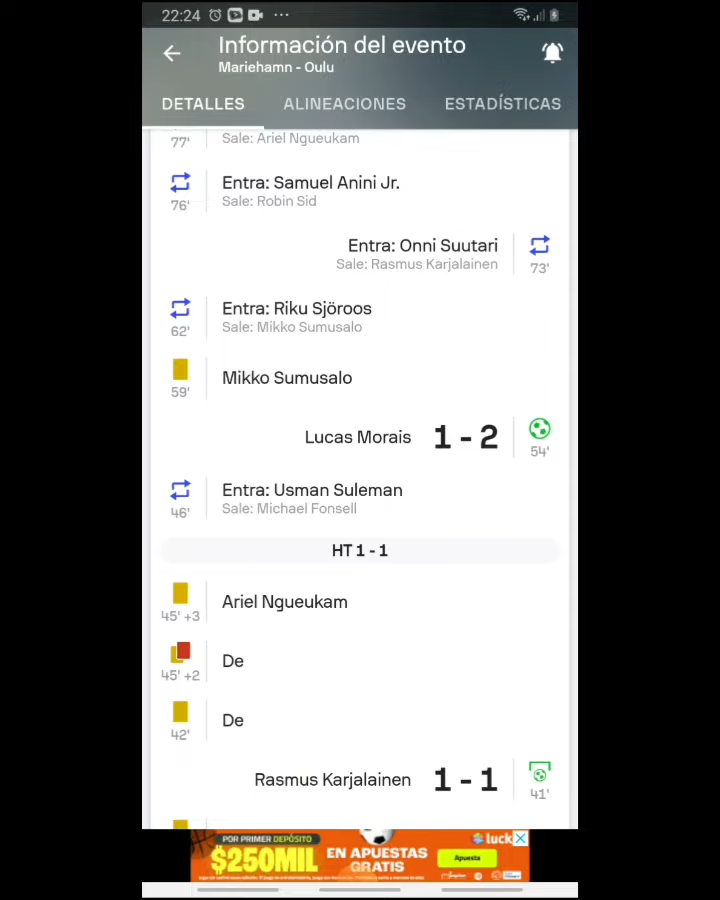 22:24
Información del evento
Mariehamn - Oulu
DETALLES ALINEACIONES ESTADÍSTICAS
77' Sale: Ariel Ngueukam
Entra: Samuel Anini Jr.
Sale: Robin Sid
76'
Entra: Onni Suutari
Sale: Rasmus Karjalainen
73'
Entra: Riku Sjöroos
Sale: Mikko Sumusalo
62'
Mikko Sumusalo
59'
Lucas Morais 1 - 2
54'
Entra: Usman Suleman
Sale: Michael Fonsell
46'
HT 1 - 1
Ariel Ngueukam
45' +3
De
45' +2
De
42'
Rasmus Karjalainen 1 - 1
41'
POR PRIMER DEPÓSITO
$250MIL
EN APUESTAS
GRATIS
luck
Apuesta